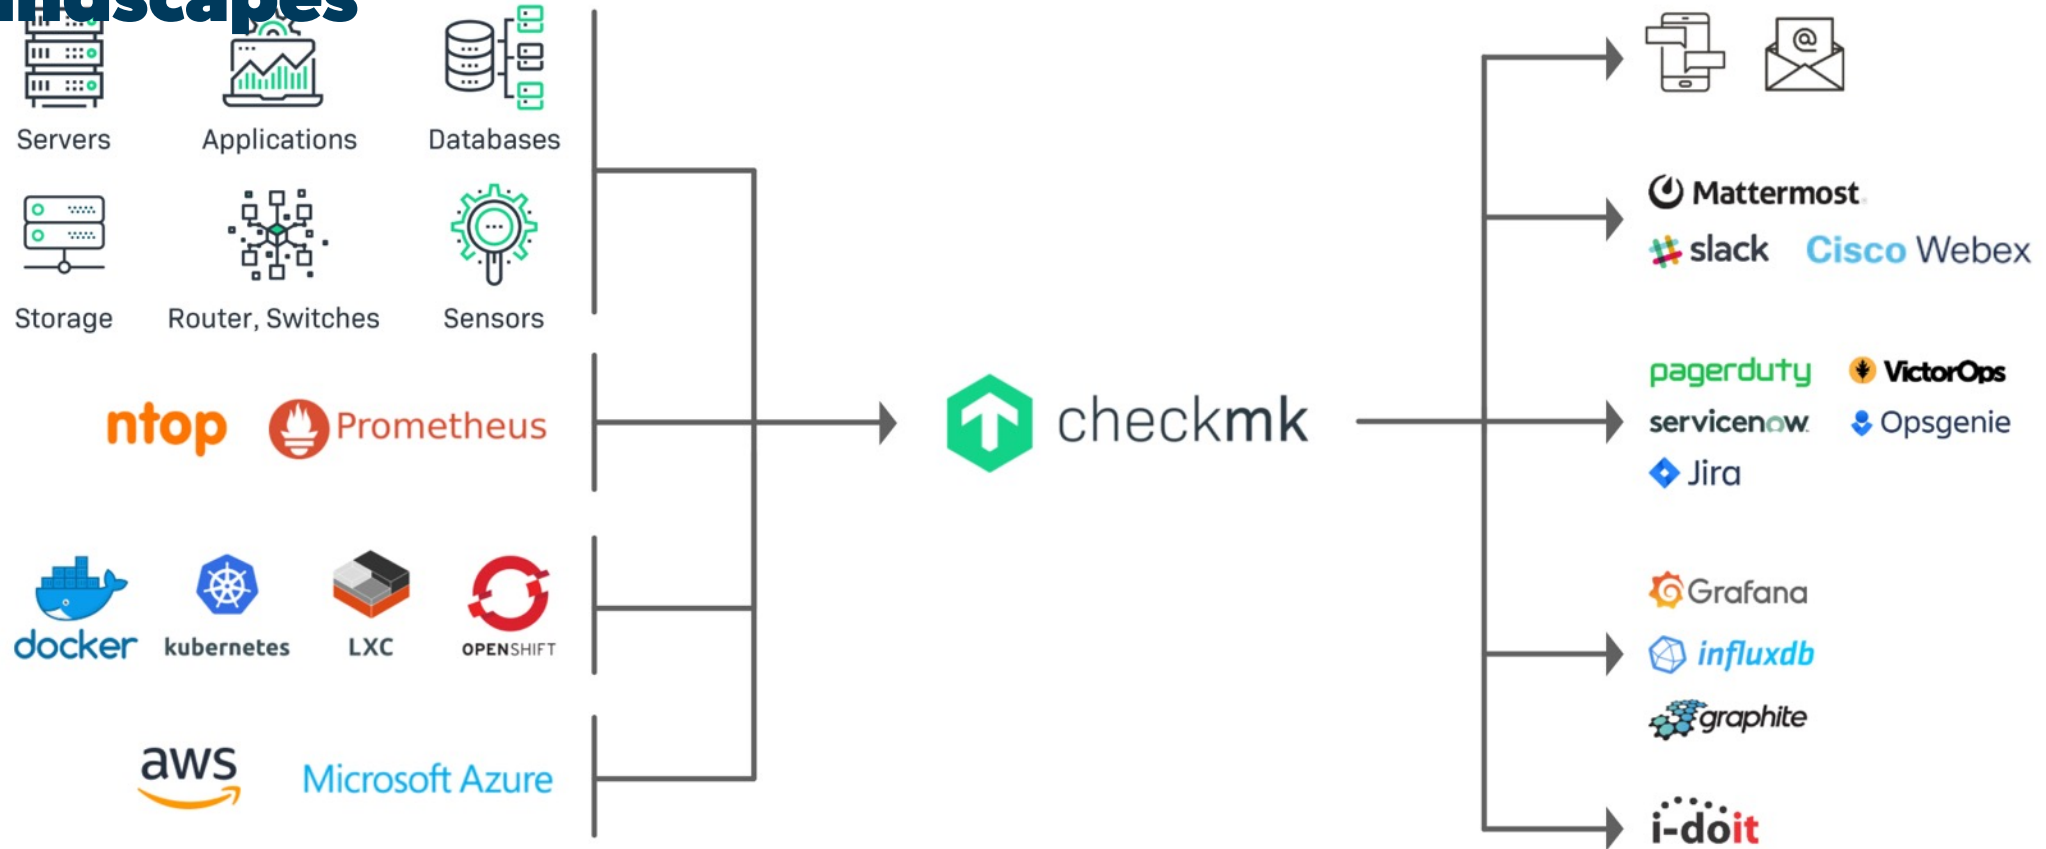 Servers
Applications
Databases
Storage
Router, Switches
Sensors
ntop
Prometheus
docker
kubernetes
LXC
OPENSHIFT
aws
Microsoft Azure
checkmk
@
Mattermost
slack
Cisco Webex
pagerduty
VictorOps
servicenow
Opsgenie
Jira
Grafana
influxdb
graphite
i-doit